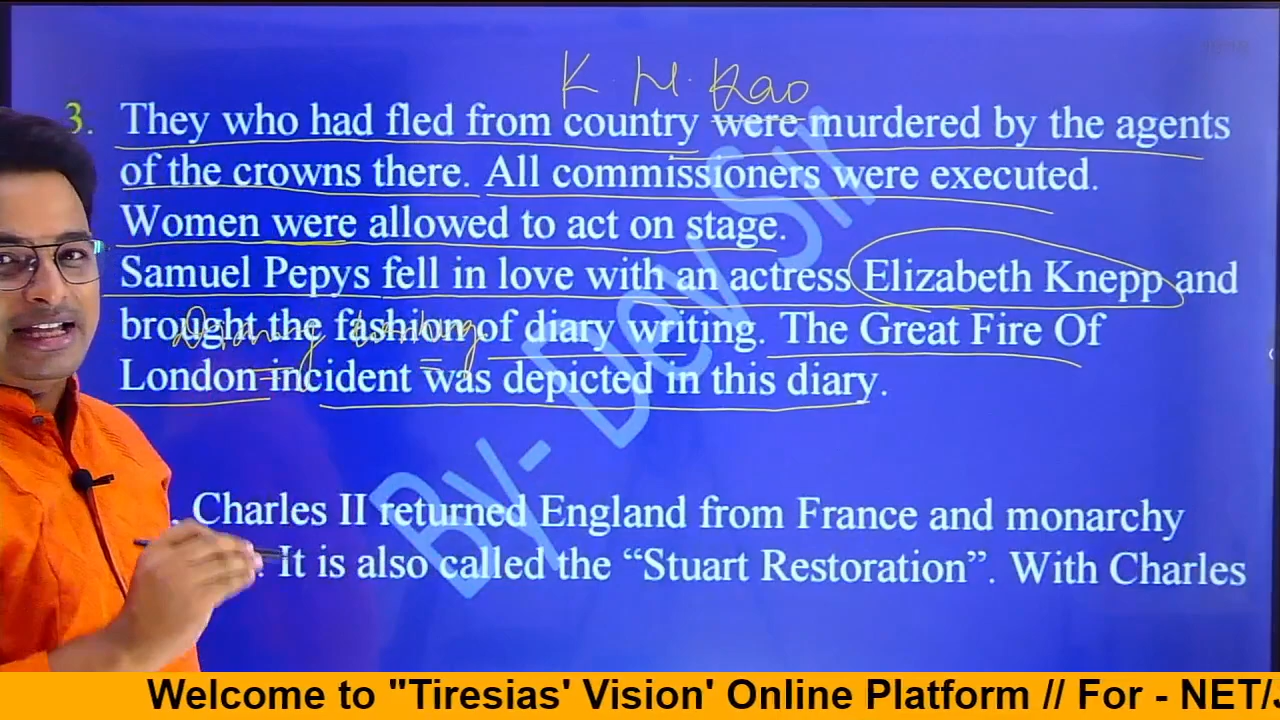 K. M. Rao
3. They who had fled from country were murdered by the agents
of the crowns there. All commissioners were executed.
Women were allowed to act on stage.
Samuel Pepys fell in love with an actress Elizabeth Knepp and
brought the fashion of diary writing. The Great Fire Of
London incident was depicted in this diary.
By- Dev Sir
. Charles II returned England from France and monarchy
. It is also called the “Stuart Restoration”. With Charles
Welcome to "Tiresias' Vision' Online Platform // For - NET/